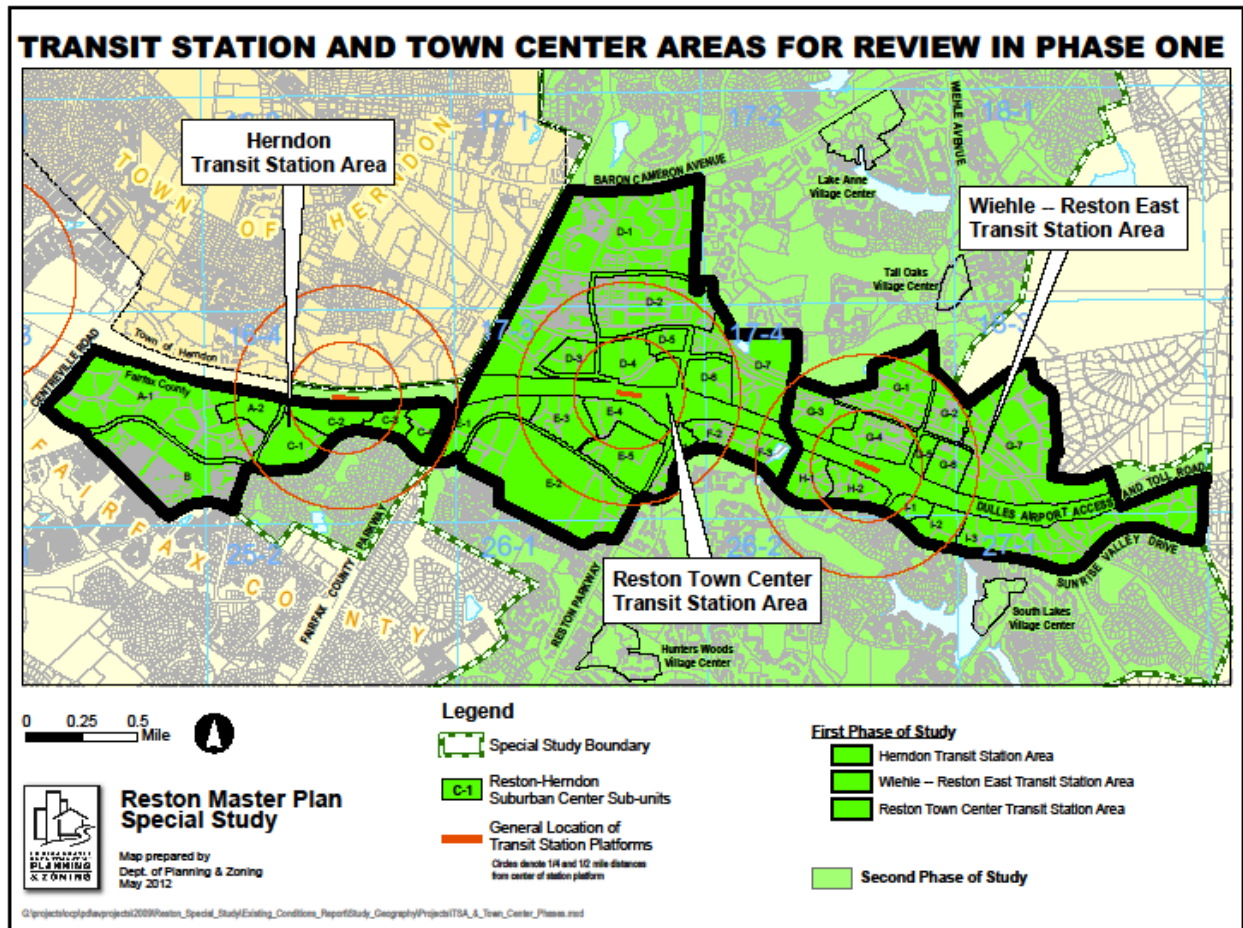 TRANSIT STATION AND TOWN CENTER AREAS FOR REVIEW IN PHASE ONE
17-1
17-2
18-1
Herndon
Transit Station Area
TOWN OF HERNDON
BARON CAMERON AVENUE
WIEHLE AVENUE
Lake Anne
Village Center
Wiehle -- Reston East
Transit Station Area
D-1
Tall Oaks
Village Center
D-2
16-4
17-3
17-4
Town of Herndon
CENTREVILLE ROAD
D-3
D-5
D-4
D-6
D-7
Fairfax County
A-1
A-2
C-1
C-2
E-3
E-4
E-5
E-2
F-2
F-3
G-1
G-2
G-3
G-4
G-7
B
H-1
H-2
I-2
I-3
DULLES AIRPORT ACCESS AND TOLL ROAD
SUNRISE VALLEY DRIVE
FAIRFAX COUNTY
25-2
26-1
26-2
27-1
FAIRFAX COUNTY PARKWAY
RESTON PARKWAY
Reston Town Center
Transit Station Area
South Lakes
Village Center
Hunters Woods
Village Center
0 0.25 0.5
Mile
Legend
Special Study Boundary
C-1 Reston-Herndon
Suburban Center Sub-units
General Location of
Transit Station Platforms
Circles denote 1/4 and 1/2 mile distances
from center of station platform
First Phase of Study
Herndon Transit Station Area
Wiehle -- Reston East Transit Station Area
Reston Town Center Transit Station Area
Second Phase of Study
PLANNING
& ZONING
Reston Master Plan
Special Study
Map prepared by
Dept. of Planning & Zoning
May 2012